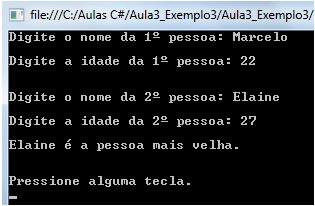 file:///C:/Aulas C#/Aula3_Exemplo3/Aula3_Exemplo3/
Digite o nome da 1º pessoa: Marcelo
Digite a idade da 1º pessoa: 22
Digite o nome da 2º pessoa: Elaine
Digite a idade da 2º pessoa: 27
Elaine é a pessoa mais velha.
Pressione alguma tecla.